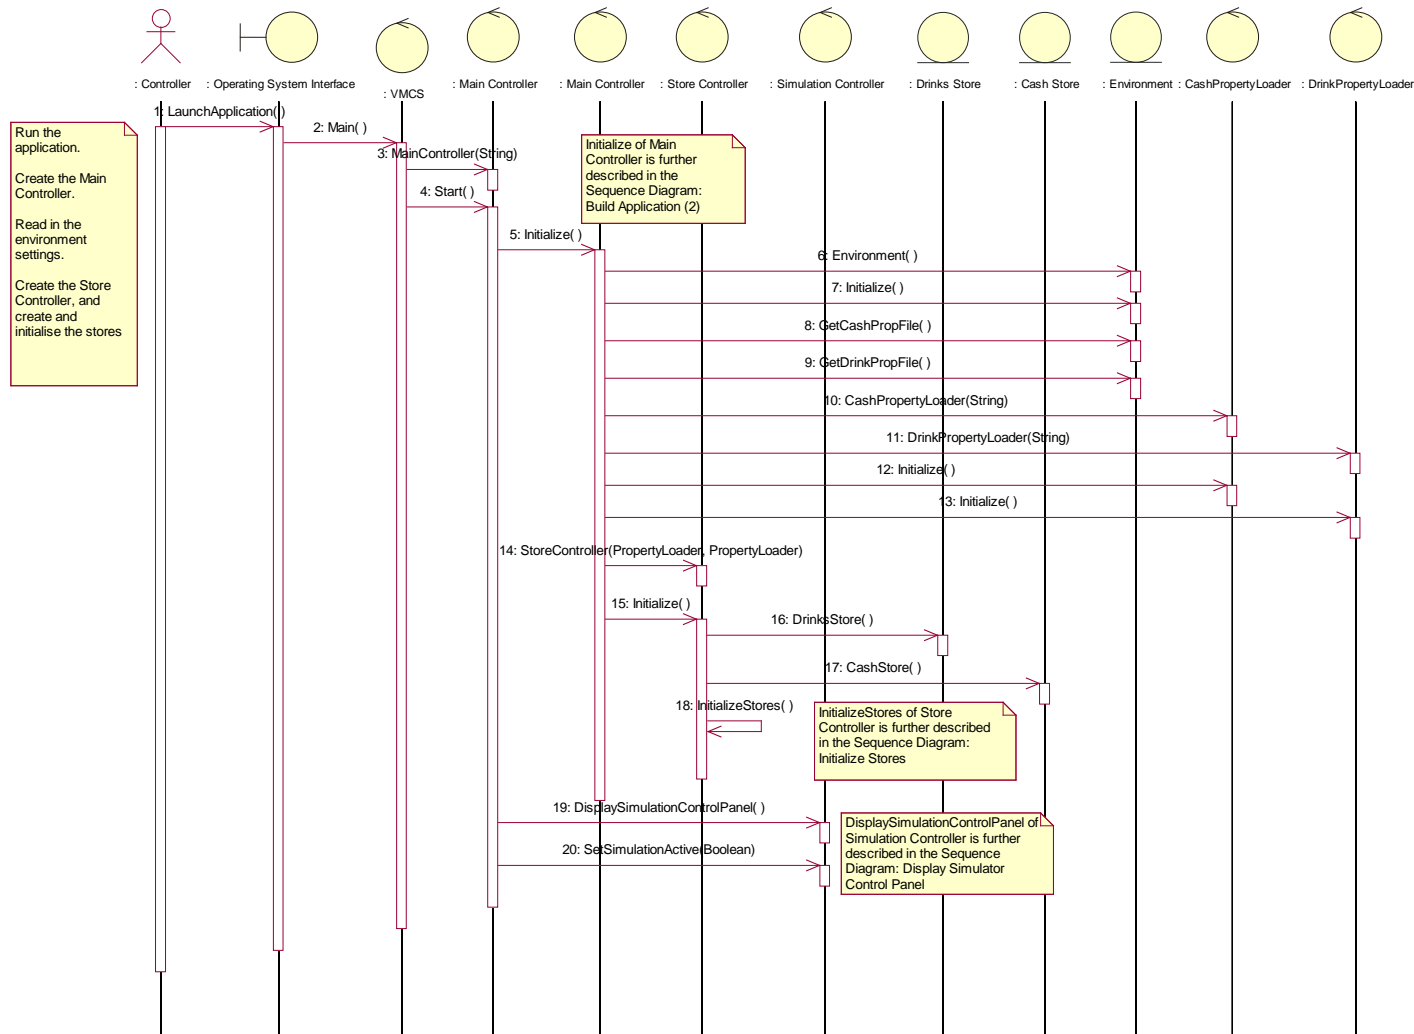 : Controller
: Operating System Interface
: VMCS
: Main Controller
: Main Controller
: Store Controller
: Simulation Controller
: Drinks Store
: Cash Store
: Environment
: CashPropertyLoader
: DrinkPropertyLoader
1: LaunchApplication( )
Run the
application.
Create the Main
Controller.
Read in the
environment
settings.
Create the Store
Controller, and
create and
initialise the stores
2: Main( )
3: MainController(String)
4: Start( )
Initialize of Main
Controller is further
described in the
Sequence Diagram:
Build Application (2)
5: Initialize( )
6: Environment( )
7: Initialize( )
8: GetCashPropFile( )
9: GetDrinkPropFile( )
10: CashPropertyLoader(String)
11: DrinkPropertyLoader(String)
12: Initialize( )
13: Initialize( )
14: StoreController(PropertyLoader, PropertyLoader)
15: Initialize( )
16: DrinksStore( )
17: CashStore( )
18: InitializeStores( )
InitializeStores of Store
Controller is further described
in the Sequence Diagram:
Initialize Stores
19: DisplaySimulationControlPanel( )
20: SetSimulationActive(Boolean)
DisplaySimulationControlPanel of
Simulation Controller is further
described in the Sequence
Diagram: Display Simulator
Control Panel